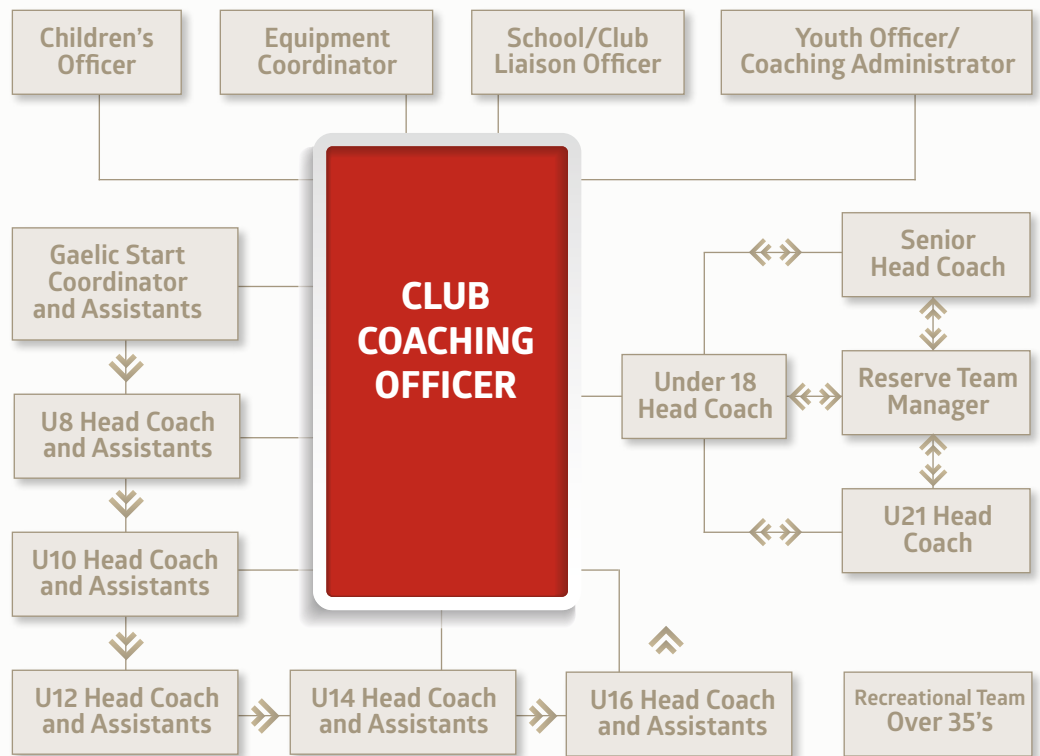 Children's
Officer
Equipment
Coordinator
School/Club
Liaison Officer
Youth Officer/
Coaching Administrator
Gaelic Start
Coordinator
and Assistants
CLUB
COACHING
OFFICER
Senior
Head Coach
Under 18
Head Coach
Reserve Team
Manager
U8 Head Coach
and Assistants
U21 Head
Coach
U10 Head Coach
and Assistants
U12 Head Coach
and Assistants
U14 Head Coach
and Assistants
U16 Head Coach
and Assistants
Recreational Team
Over 35's